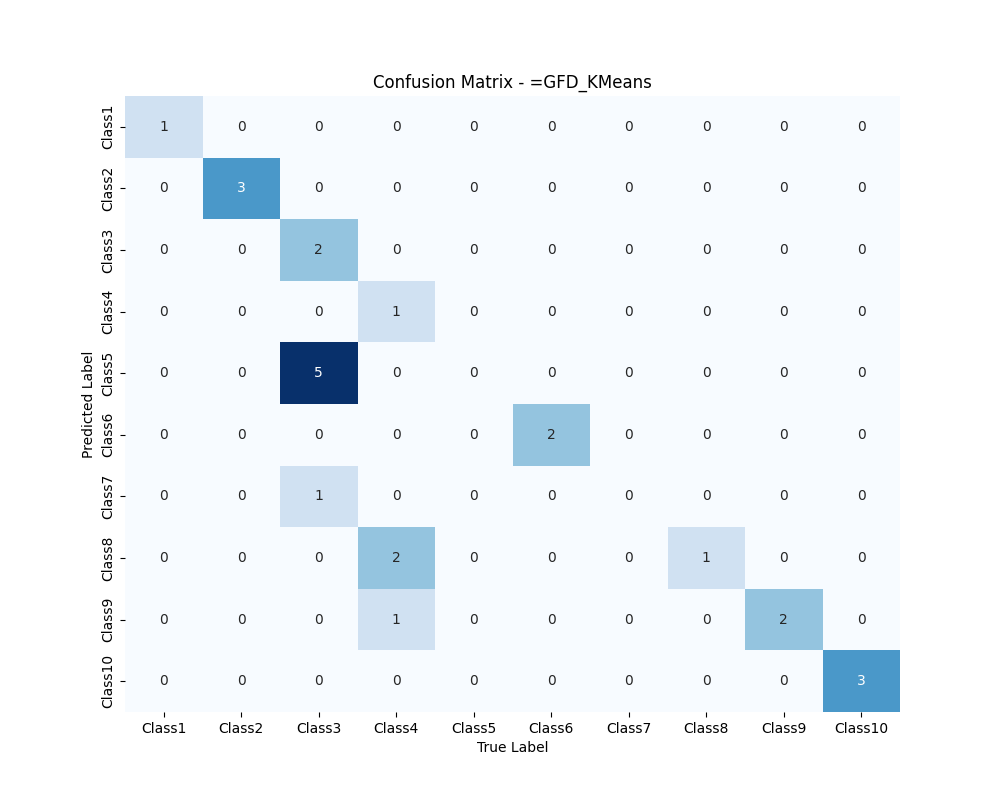 Confusion Matrix - =GFD_KMeans
Predicted Label
Class1 1 0 0 0 0 0 0 0 0 0
Class2 0 3 0 0 0 0 0 0 0 0
Class3 0 0 2 0 0 0 0 0 0 0
Class4 0 0 0 1 0 0 0 0 0 0
Class5 0 0 5 0 0 0 0 0 0 0
Class6 0 0 0 0 0 2 0 0 0 0
Class7 0 0 1 0 0 0 0 0 0 0
Class8 0 0 0 2 0 0 0 1 0 0
Class9 0 0 0 1 0 0 0 0 2 0
Class10 0 0 0 0 0 0 0 0 0 3
Class1 Class2 Class3 Class4 Class5 Class6 Class7 Class8 Class9 Class10
True Label